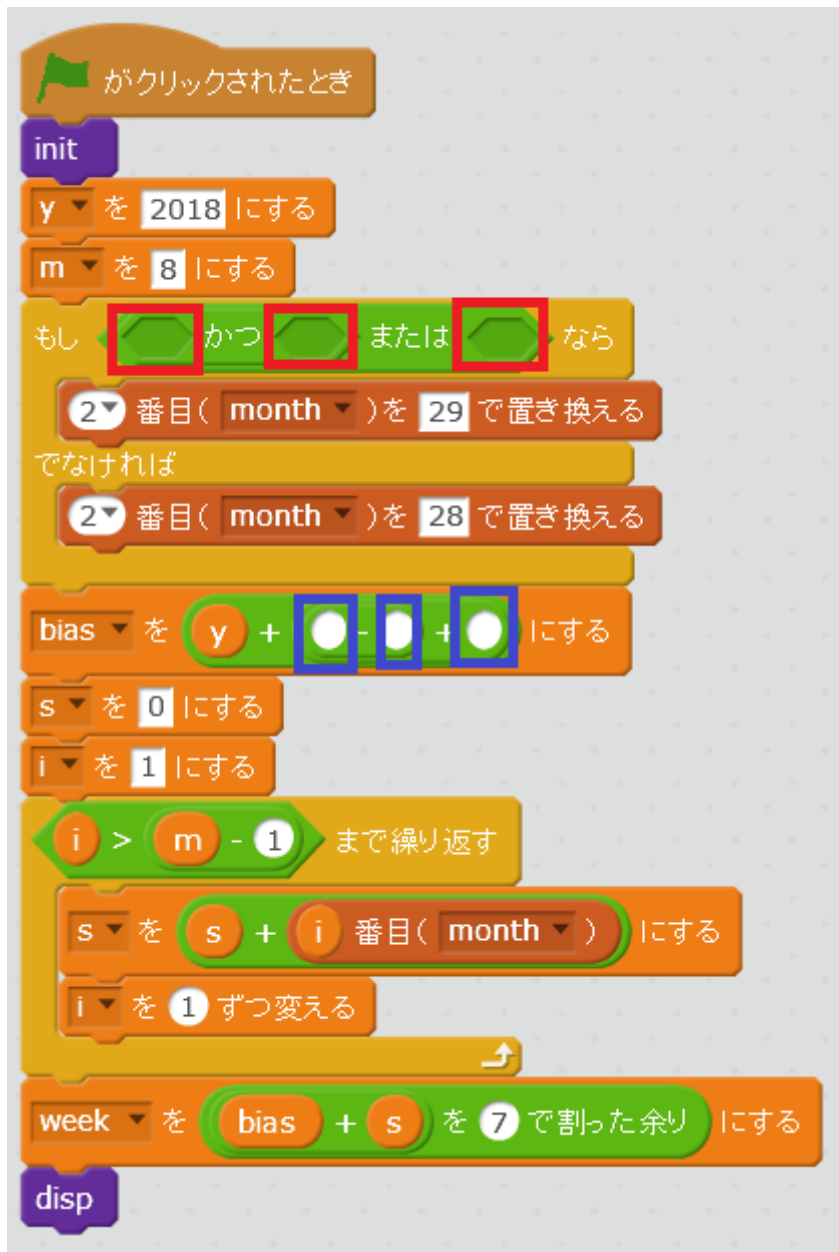 がクリックされたとき
init
y を 2018 にする
m を 8 にする
もし かつ または なら
2 番目( month )を 29 で置き換える
でなければ
2 番目( month )を 28 で置き換える
bias を y + - + にする
s を 0 にする
i を 1 にする
i > m - 1 まで繰り返す
s を s + i 番目( month ) にする
i を 1 ずつ変える
week を bias + s を 7 で割った余り にする
disp